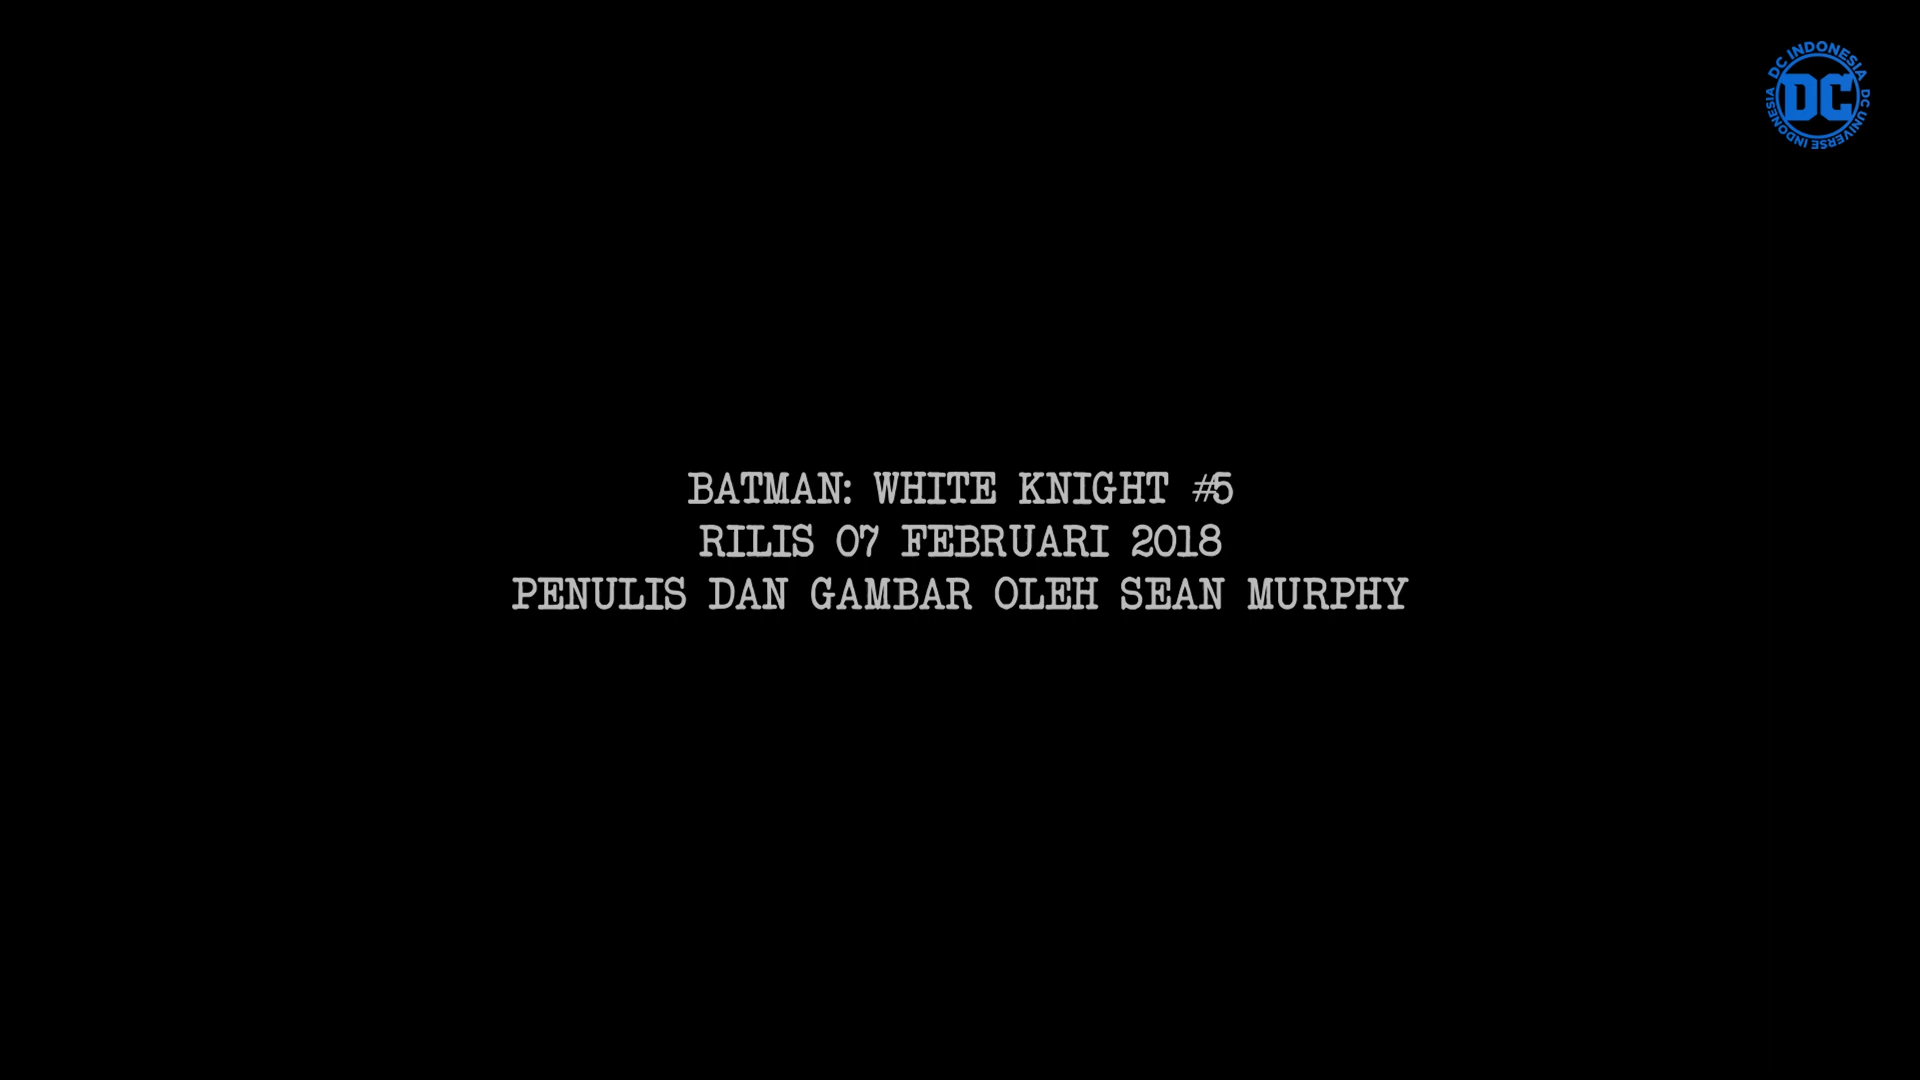 DC INDONESIA
DC
DC UNIVERSE INDONESIA
BATMAN: WHITE KNIGHT #5
RILIS 07 FEBRUARI 2018
PENULIS DAN GAMBAR OLEH SEAN MURPHY